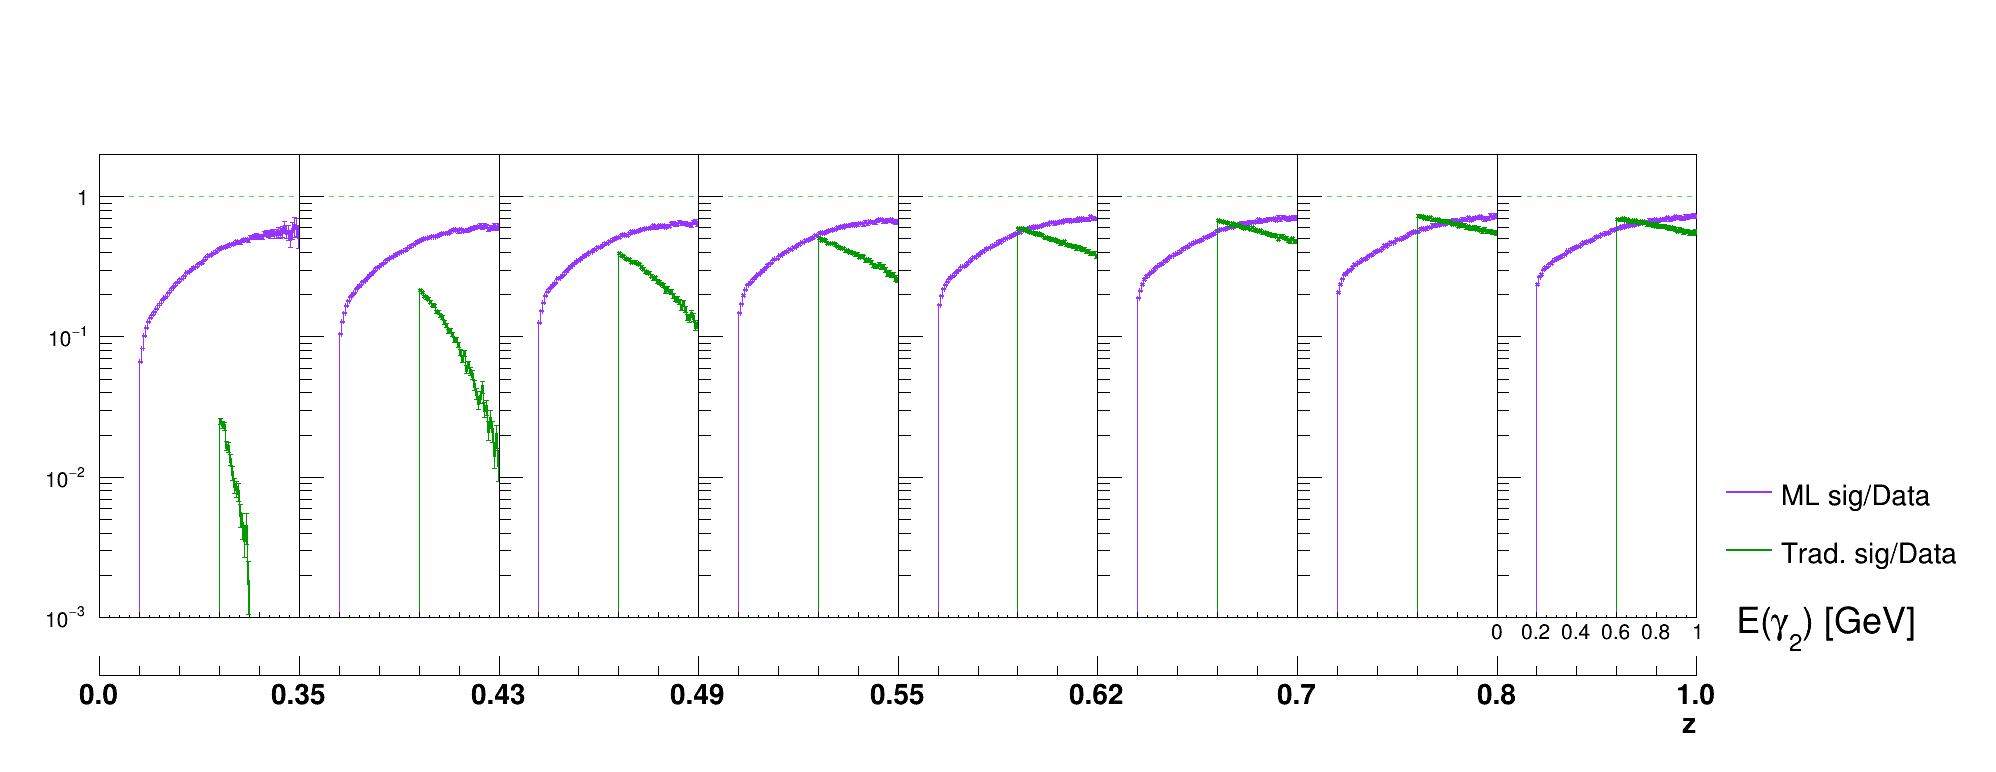 1
10⁻¹
10⁻²
10⁻³
ML sig/Data
Trad. sig/Data
E(γ₂) [GeV]
0 0.2 0.4 0.6 0.8 1
0.0 0.35 0.43 0.49 0.55 0.62 0.7 0.8 1.0
z